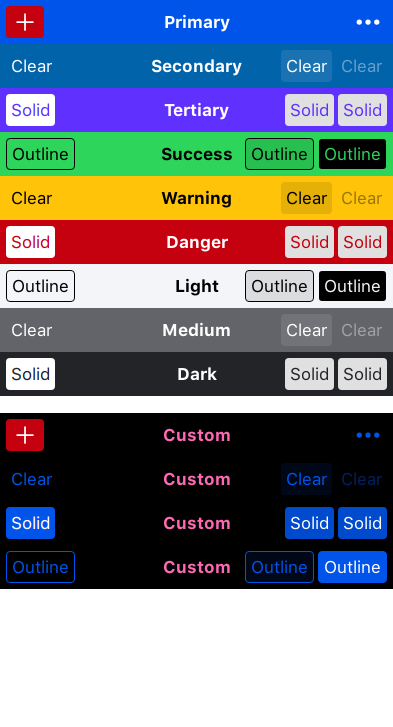 Primary
Clear Secondary Clear Clear
Solid Tertiary Solid Solid
Outline Success Outline Outline
Clear Warning Clear Clear
Solid Danger Solid Solid
Outline Light Outline Outline
Clear Medium Clear Clear
Solid Dark Solid Solid
Custom
Clear Custom Clear Clear
Solid Custom Solid Solid
Outline Custom Outline Outline